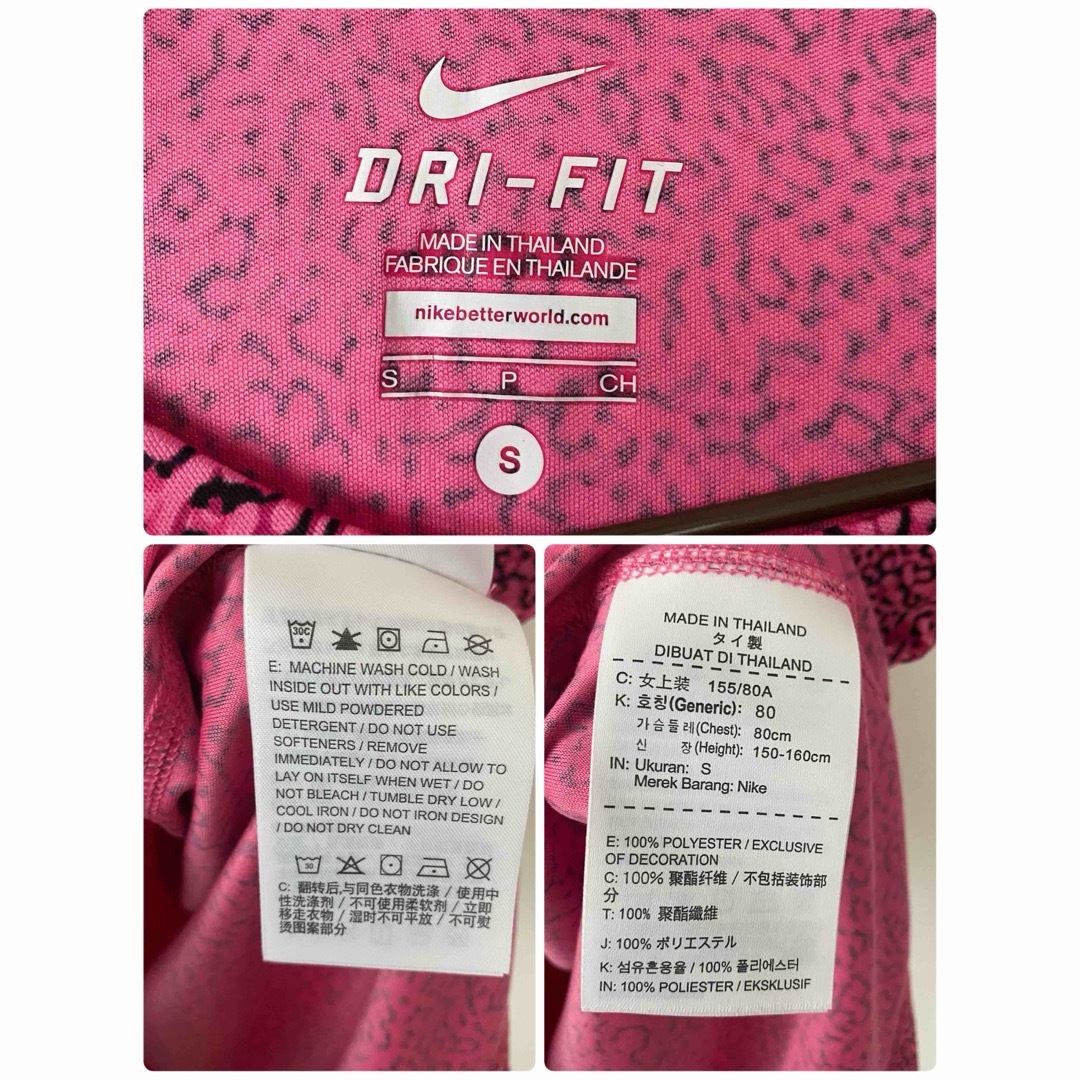 DRI-FIT
MADE IN THAILAND
FABRIQUE EN THAILANDE
nikebetterworld.com
S P CH
S
30C
E: MACHINE WASH COLD / WASH
INSIDE OUT WITH LIKE COLORS /
USE MILD POWDERED
DETERGENT / DO NOT USE
SOFTENERS / REMOVE
IMMEDIATELY / DO NOT ALLOW TO
LAY ON ITSELF WHEN WET / DO
NOT BLEACH / TUMBLE DRY LOW /
COOL IRON / DO NOT IRON DESIGN
/ DO NOT DRY CLEAN
30
C: 翻转后,与同色衣物洗涤 / 使用中
性洗涤剂 / 不可使用柔软剂 / 立即
移走衣物 / 湿时不可平放 / 不可熨
烫图案部分
MADE IN THAILAND
タイ製
DIBUAT DI THAILAND
C: 女上装 155/80A
K: 호칭(Generic): 80
가슴둘레(Chest): 80cm
신 장(Height): 150-160cm
IN: Ukuran: S
Merek Barang: Nike
E: 100% POLYESTER / EXCLUSIVE
OF DECORATION
C: 100% 聚酯纤维 / 不包括装饰部
分
T: 100% 聚酯纖維
J: 100% ポリエステル
K: 섬유혼용율 / 100% 폴리에스터
IN: 100% POLIESTER / EKSKLUSIF